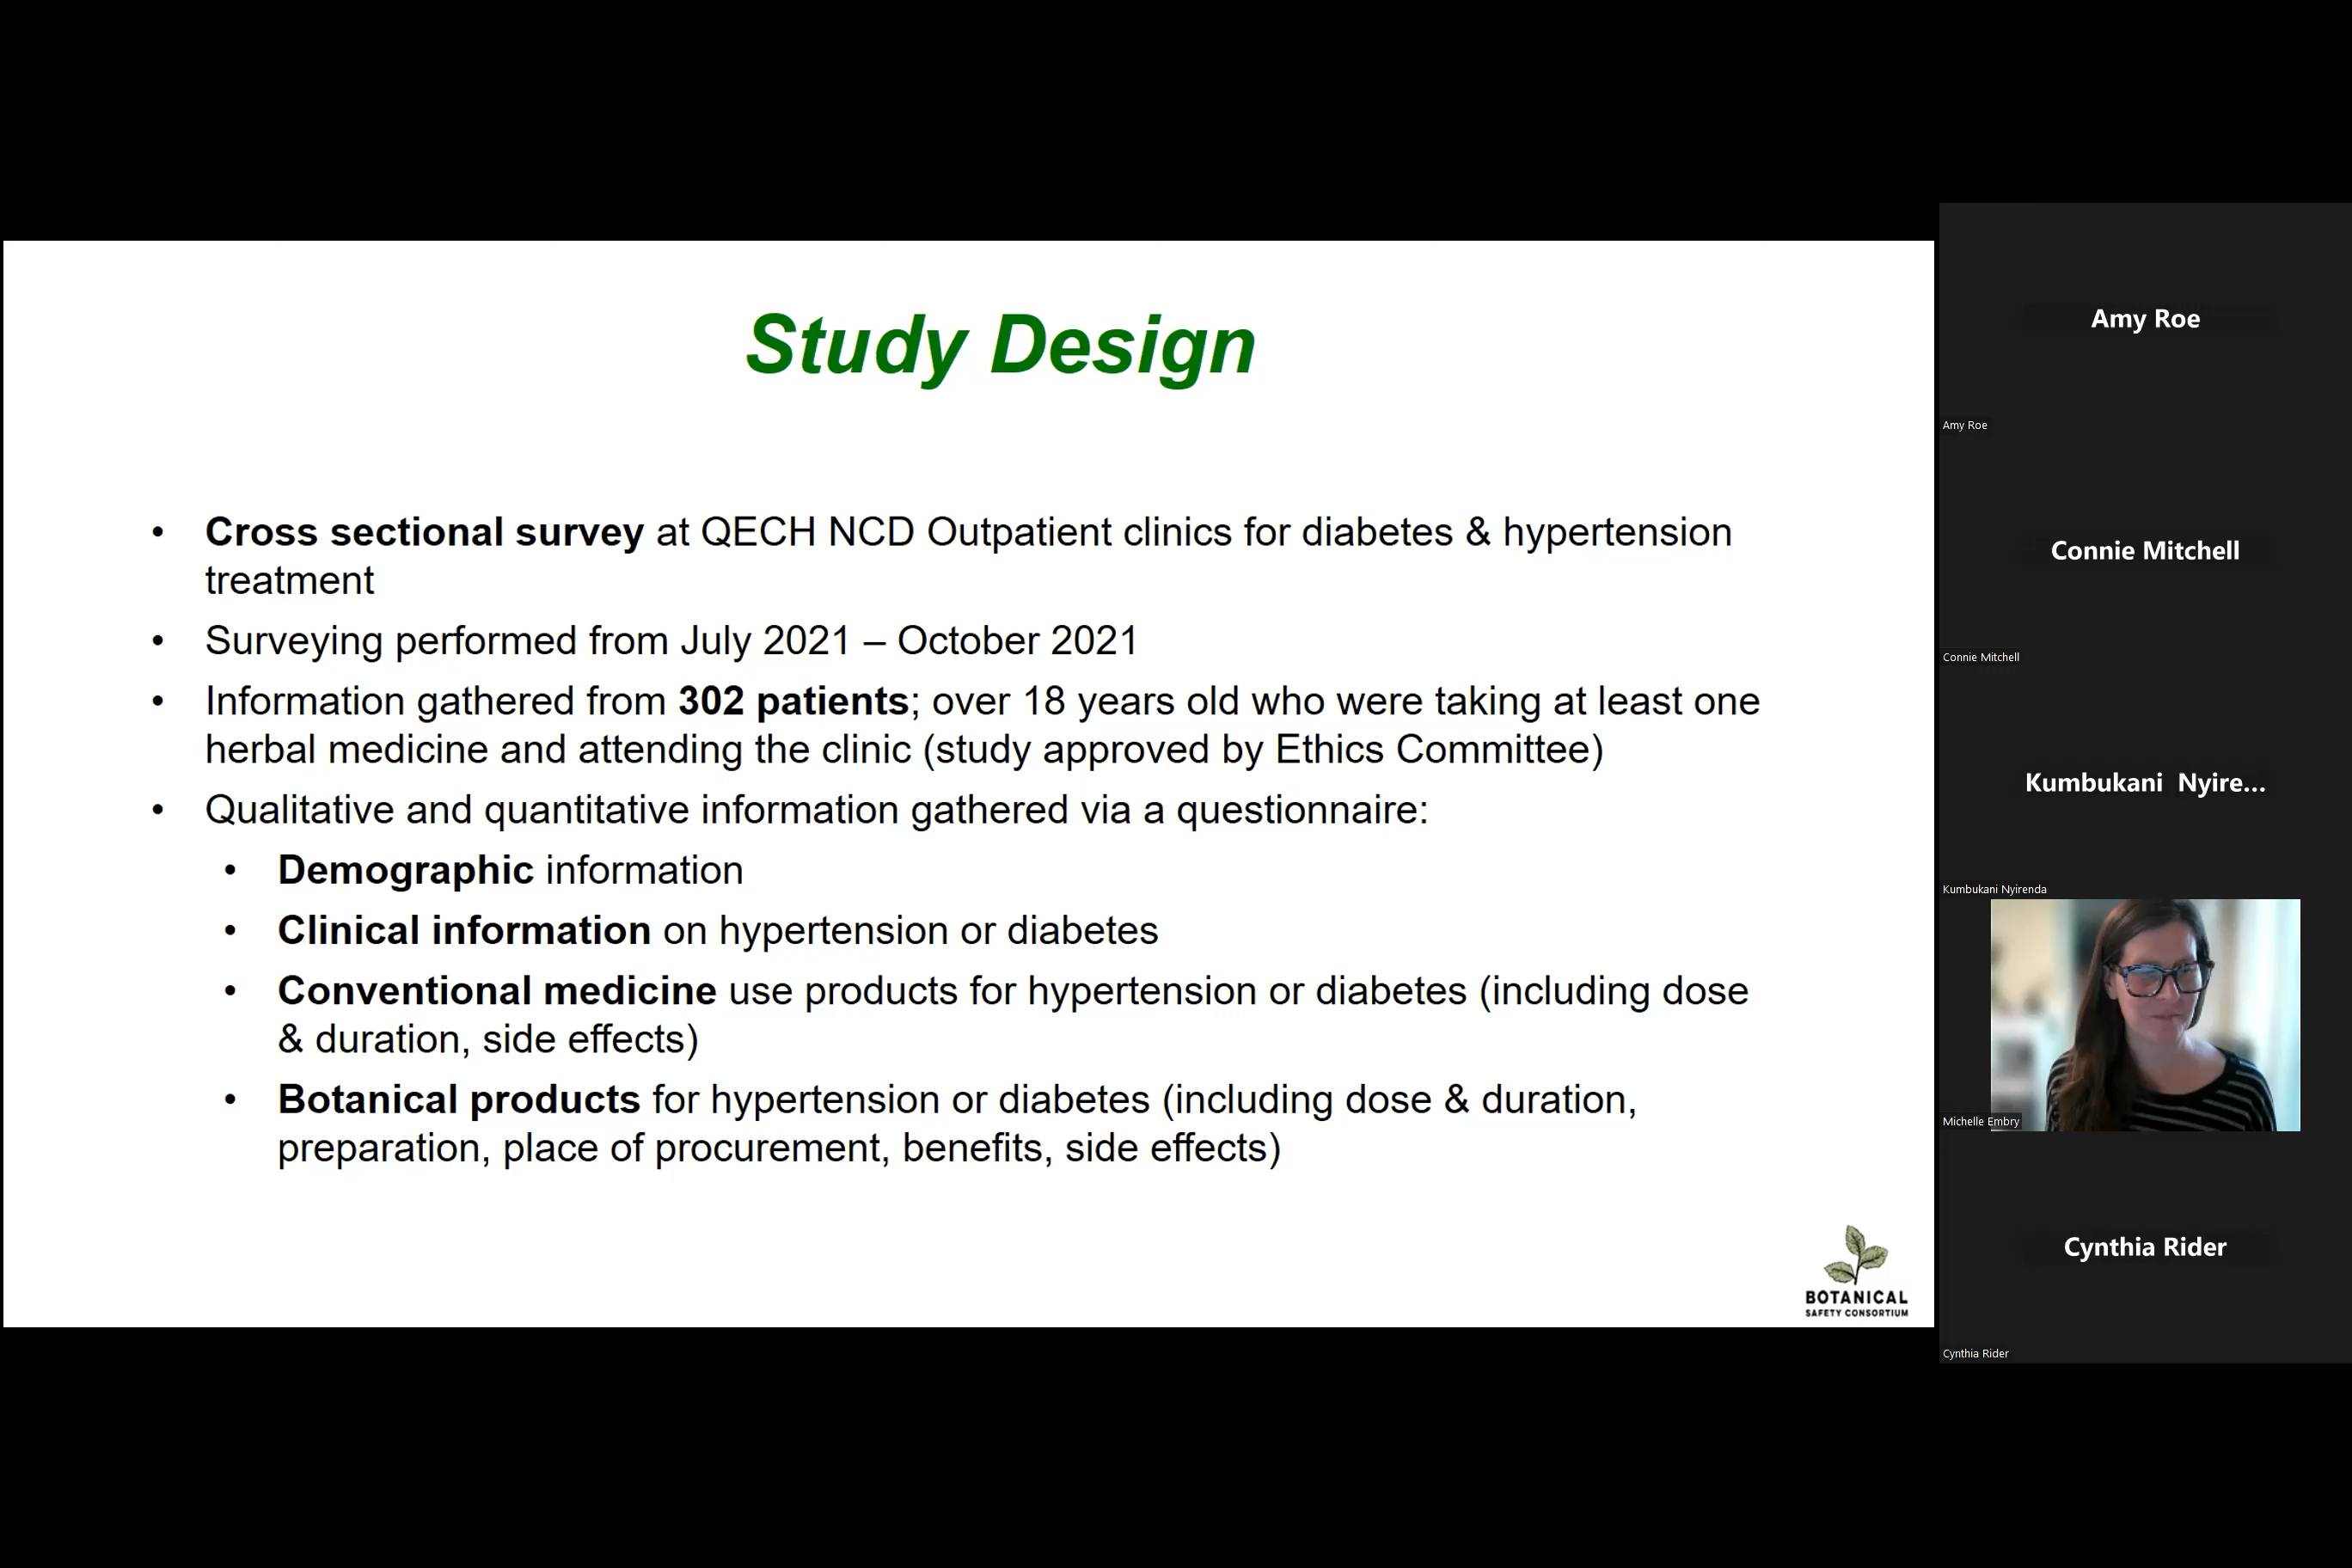 Study Design
• Cross sectional survey at QECH NCD Outpatient clinics for diabetes & hypertension
treatment
• Surveying performed from July 2021 – October 2021
• Information gathered from 302 patients; over 18 years old who were taking at least one
herbal medicine and attending the clinic (study approved by Ethics Committee)
• Qualitative and quantitative information gathered via a questionnaire:
• Demographic information
• Clinical information on hypertension or diabetes
• Conventional medicine use products for hypertension or diabetes (including dose
& duration, side effects)
• Botanical products for hypertension or diabetes (including dose & duration,
preparation, place of procurement, benefits, side effects)
BOTANICAL
SAFETY CONSORTIUM
Amy Roe
Amy Roe
Connie Mitchell
Connie Mitchell
Kumbukani Nyire...
Kumbukani Nyirenda
Michelle Embry
Cynthia Rider
Cynthia Rider